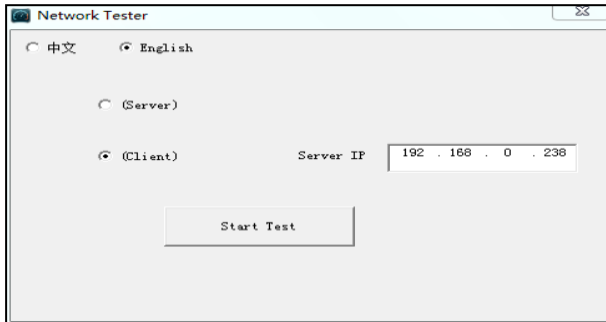 Network Tester
中文 English
(Server)
(Client) Server IP 192 . 168 . 0 . 238
Start Test